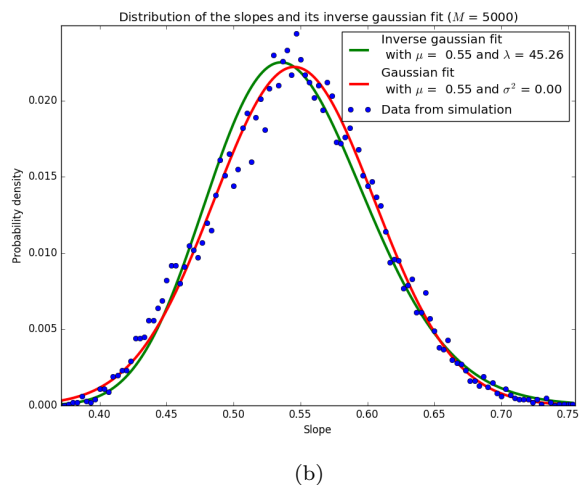 Distribution of the slopes and its inverse gaussian fit (M = 5000)
Inverse gaussian fit
with μ = 0.55 and λ = 45.26
Gaussian fit
with μ = 0.55 and σ² = 0.00
Data from simulation
Probability density
0.020
0.015
0.010
0.005
0.000
0.40 0.45 0.50 0.55 0.60 0.65 0.70 0.75
Slope
(b)